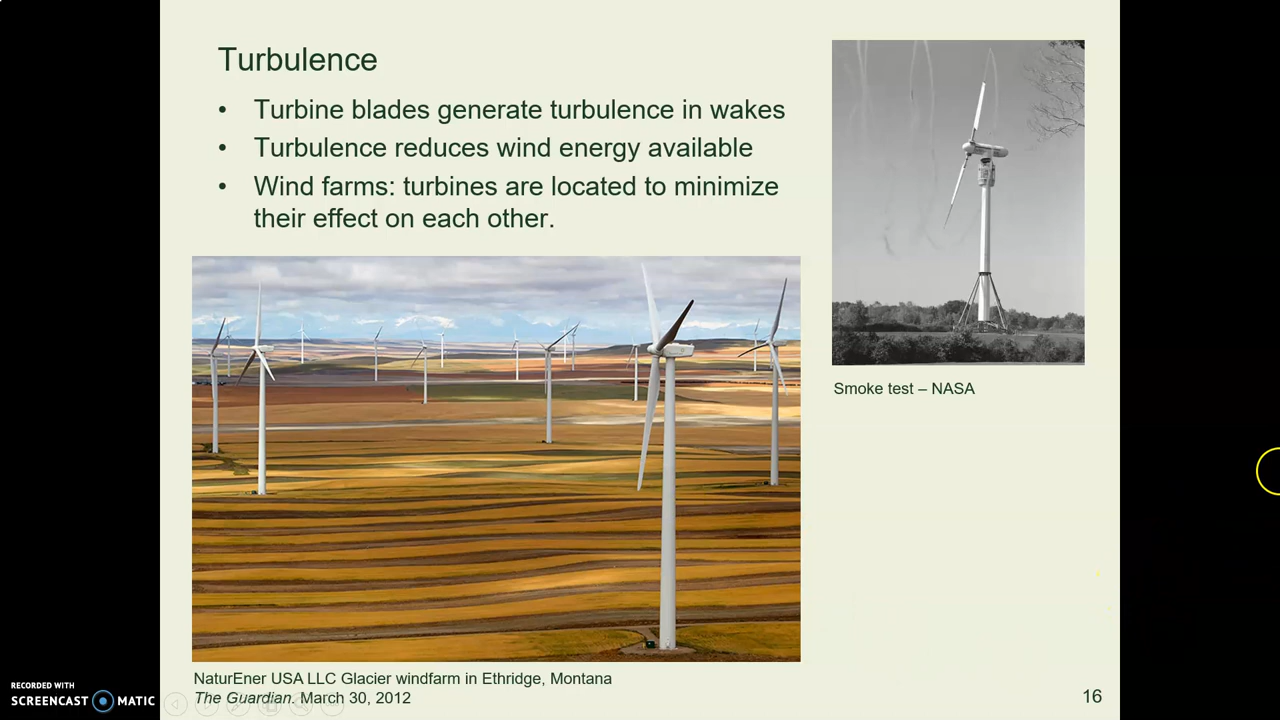 Turbulence
• Turbine blades generate turbulence in wakes
• Turbulence reduces wind energy available
• Wind farms: turbines are located to minimize
their effect on each other.
Smoke test – NASA
NaturEner USA LLC Glacier windfarm in Ethridge, Montana
The Guardian. March 30, 2012
16
RECORDED WITH
SCREENCAST MATIC